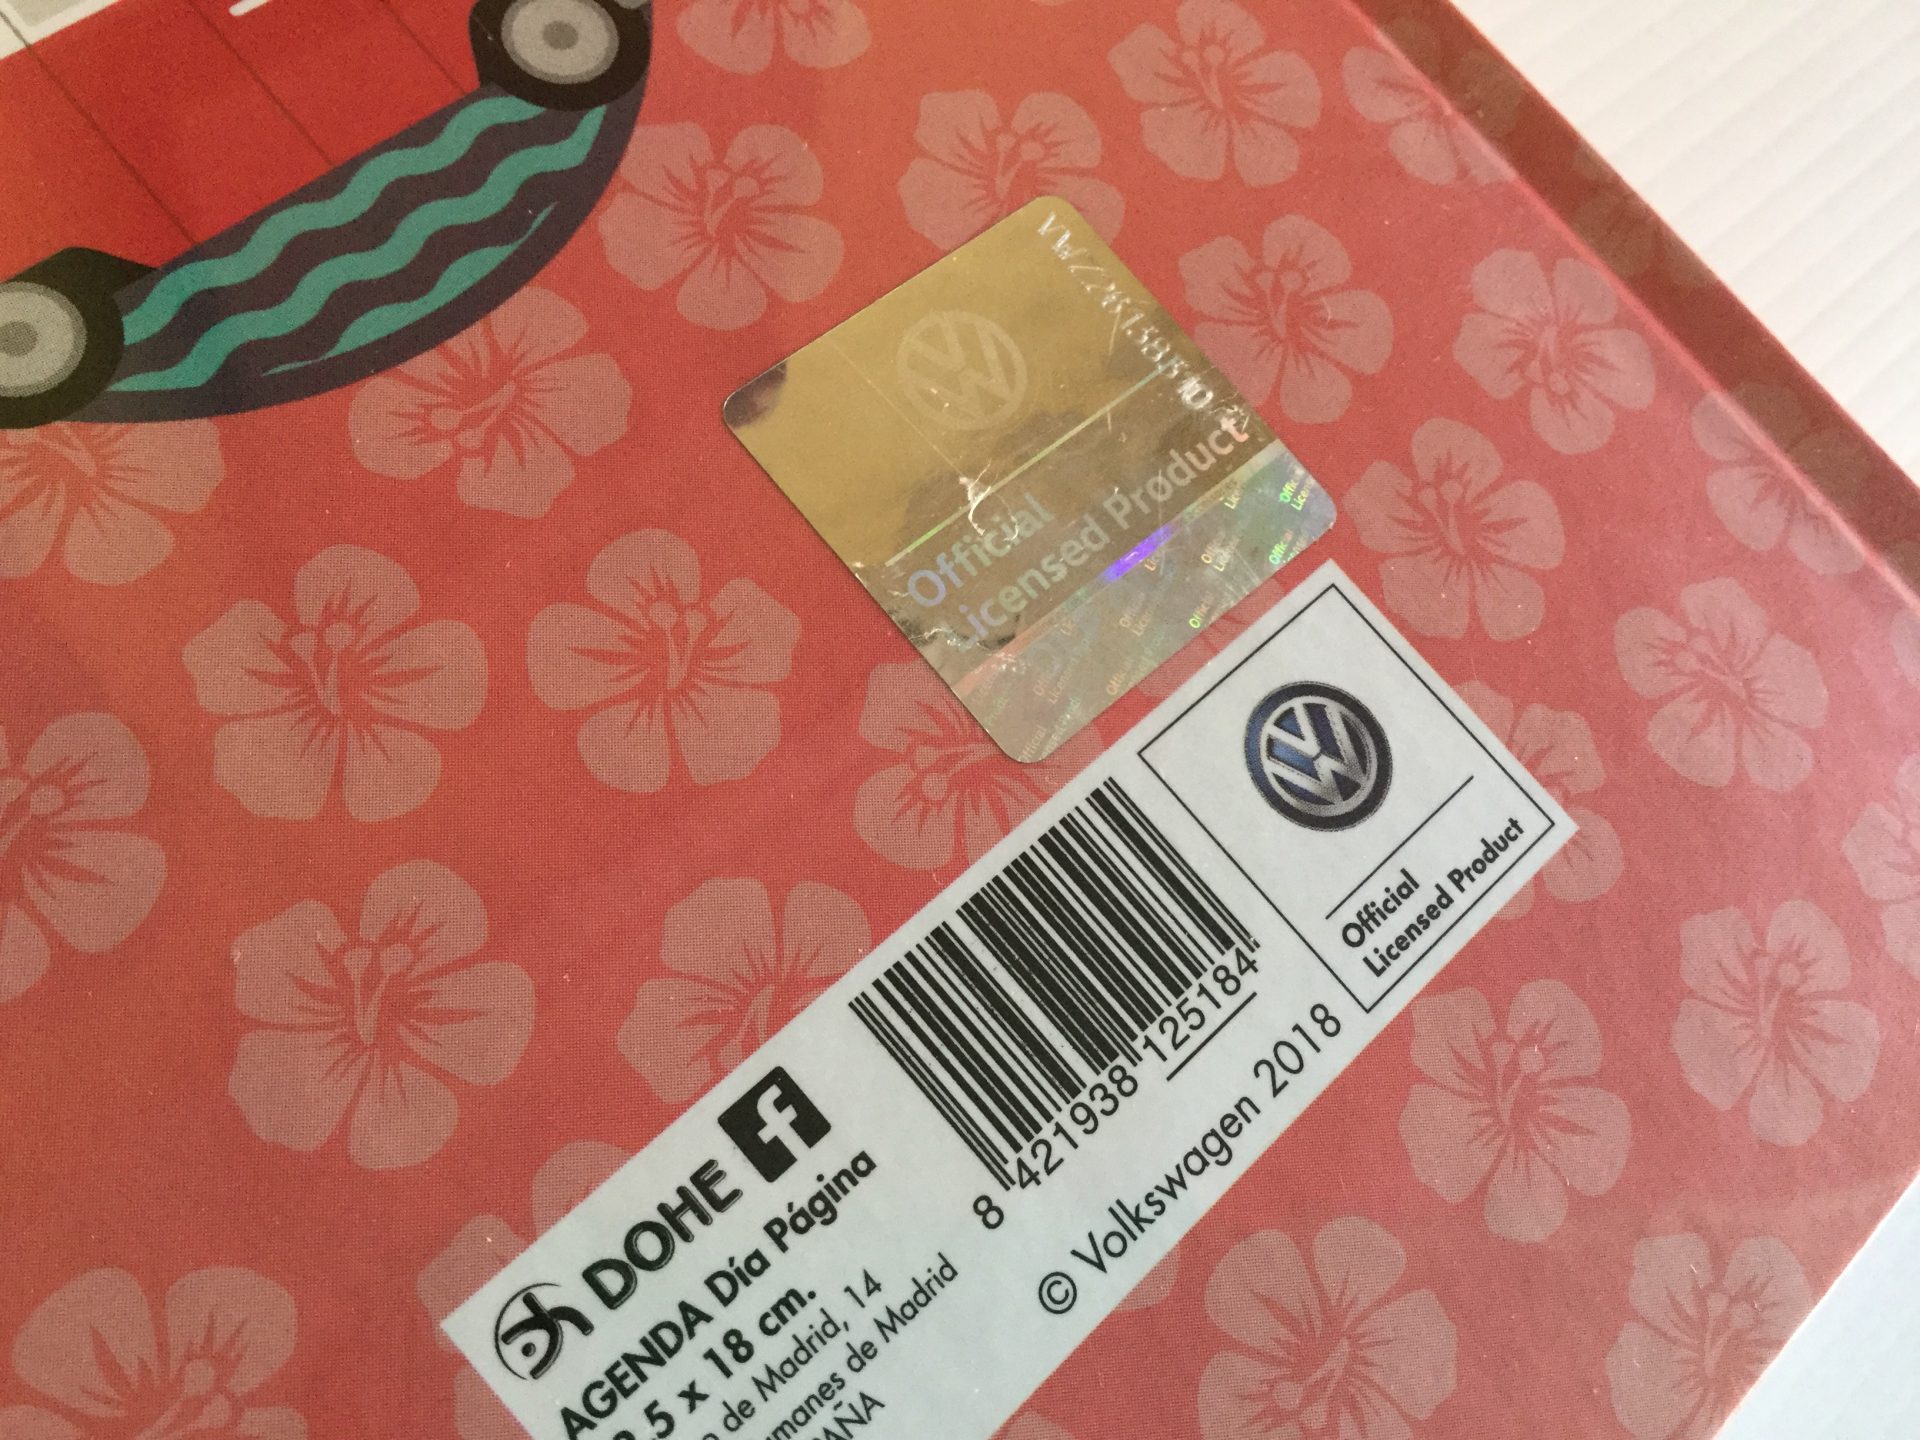 Official
Licensed Product
Official
Licensed Product
8 421938 125184
© Volkswagen 2018
DOHE
AGENDA Día Página
,5 x 18 cm.
de Madrid, 14
de Madrid